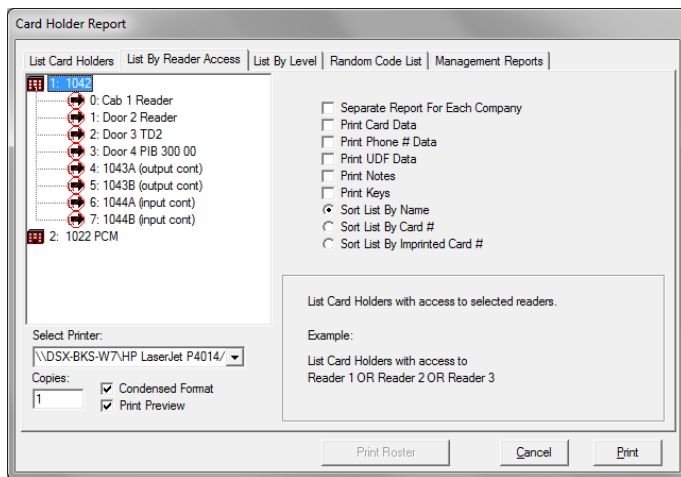 Card Holder Report
List Card Holders
List By Reader Access
List By Level
Random Code List
Management Reports
1: 1042
0: Cab 1 Reader
1: Door 2 Reader
2: Door 3 TD2
3: Door 4 PIB 300 00
4: 1043A (output cont)
5: 1043B (output cont)
6: 1044A (input cont)
7: 1044B (input cont)
2: 1022 PCM
Separate Report For Each Company
Print Card Data
Print Phone # Data
Print UDF Data
Print Notes
Print Keys
Sort List By Name
Sort List By Card #
Sort List By Imprinted Card #
Select Printer:
\\DSX-BKS-W7\HP LaserJet P4014/
Copies:
1
Condensed Format
Print Preview
List Card Holders with access to selected readers.
Example:
List Card Holders with access to
Reader 1 OR Reader 2 OR Reader 3
Print Roster
Cancel
Print